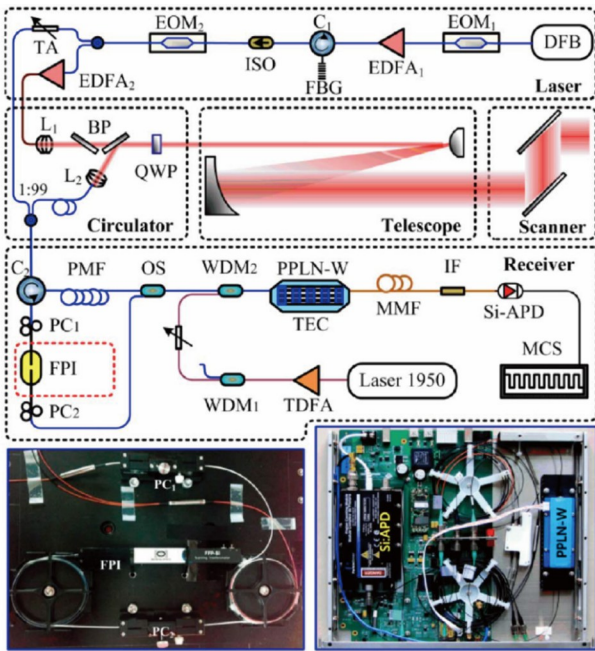 TA
EOM₂
C₁
EOM₁
DFB
EDFA₂
ISO
FBG
EDFA₁
Laser
L₁
BP
L₂
QWP
1:99
Circulator
Telescope
Scanner
C₂
PMF
OS
WDM₂
PPLN-W
TEC
MMF
IF
Receiver
Si-APD
PC₁
FPI
PC₂
WDM₁
TDFA
Laser 1950
MCS
PC₁
FPI
PC₂
Si:APD
PPLN-W